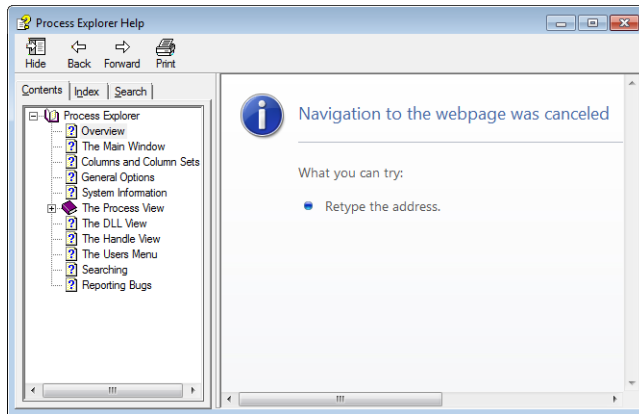 Process Explorer Help
Hide Back Forward Print
Contents Index Search
Process Explorer
Overview
The Main Window
Columns and Column Sets
General Options
System Information
The Process View
The DLL View
The Handle View
The Users Menu
Searching
Reporting Bugs
Navigation to the webpage was canceled
What you can try:
Retype the address.